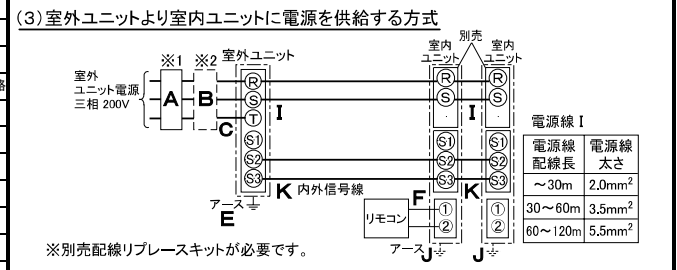 (3)室外ユニットより室内ユニットに電源を供給する方式
※1 ※2 室外ユニット
室内
ユニット
別売
室内
ユニット
室外
ユニット電源
三相 200V
A B C
R
S
T
S1
S2
S3
I
K 内外信号線
アース
E
R
S
S1
S2
S3
①
②
F
リモコン
アース J
I
K
R
S
S1
S2
S3
①
②
J
電源線 I
電源線
配線長
電源線
太さ
～30m 2.0mm²
30～60m 3.5mm²
60～120m 5.5mm²
※別売配線リプレースキットが必要です。